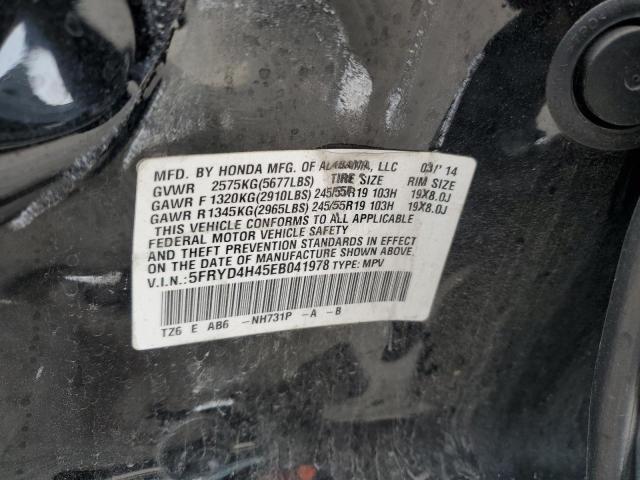 MFD. BY HONDA MFG. OF ALABAMA, LLC 03/'14
GVWR 2575KG(5677LBS) TIRE SIZE RIM SIZE
GAWR F 1320KG(2910LBS) 245/55R19 103H 19X8.0J
GAWR R1345KG(2965LBS) 245/55R19 103H 19X8.0J
THIS VEHICLE CONFORMS TO ALL APPLICABLE
FEDERAL MOTOR VEHICLE SAFETY
AND THEFT PREVENTION STANDARDS IN EFFECT
ON THE DATE OF MANUFACTURE SHOWN ABOVE.
V.I.N.:5FRYD4H45EB041978 TYPE: MPV
TZ6 E AB6 -NH731P -A -B